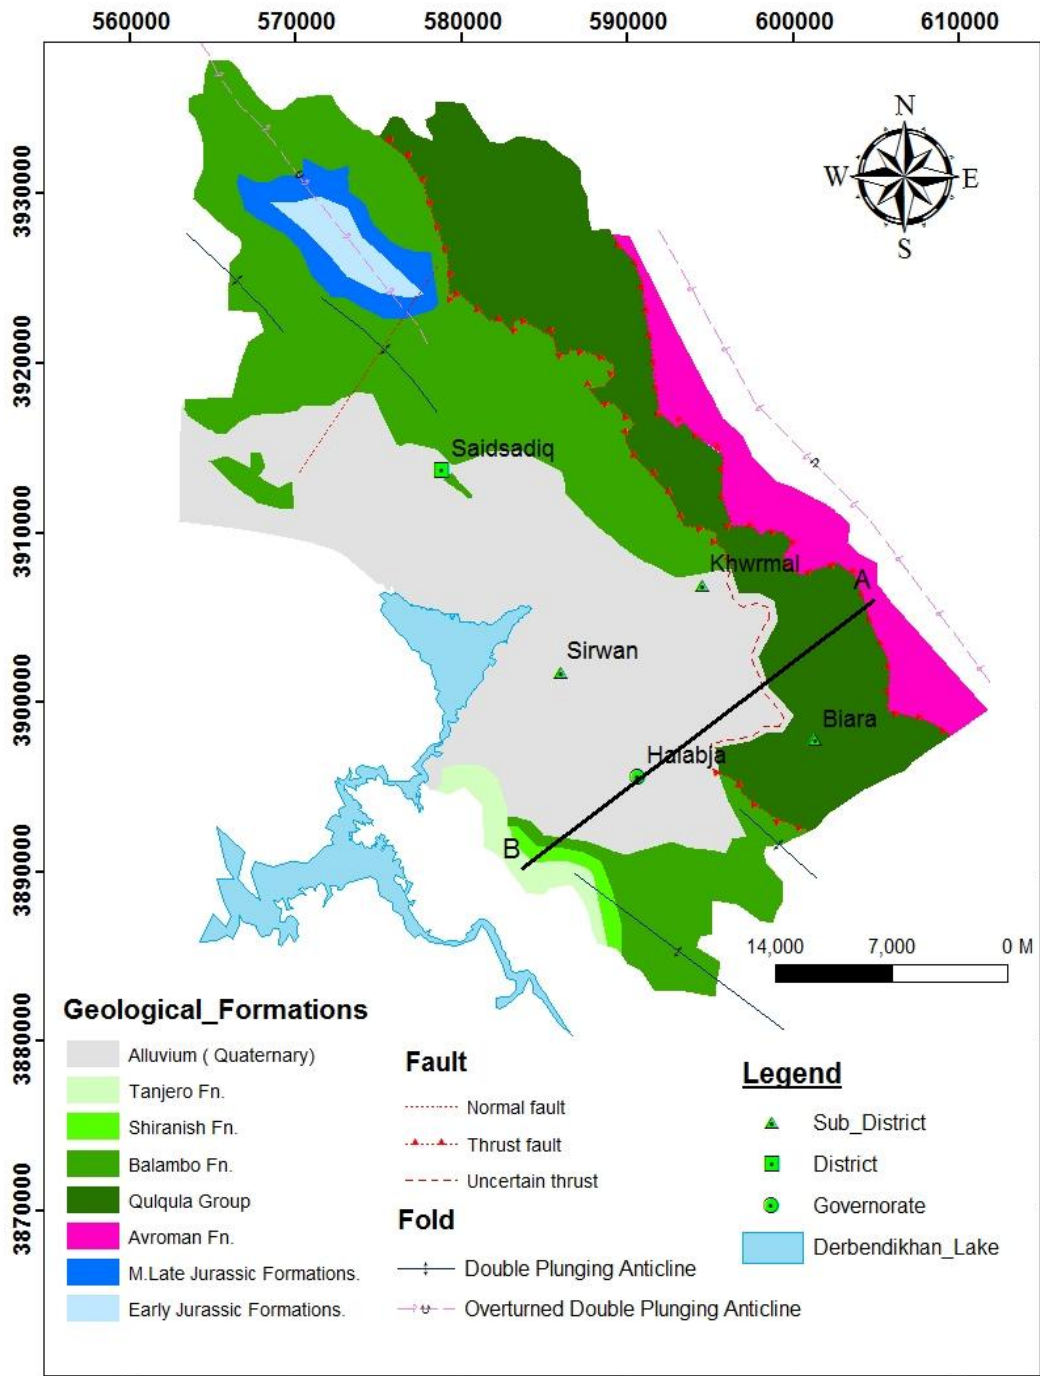 560000 570000 580000 590000 600000 610000
3930000
3920000
3910000
3900000
3890000
3880000
3870000
N
W E
S
Saidsadiq
Khwrmal
A
Sirwan
Biara
Halabja
B
14,000 7,000 0 M
Geological_Formations
Alluvium ( Quaternary)
Tanjero Fn.
Shiranish Fn.
Balambo Fn.
Qulqula Group
Avroman Fn.
M.Late Jurassic Formations.
Early Jurassic Formations.
Fault
Normal fault
Thrust fault
Uncertain thrust
Fold
Double Plunging Anticline
Overturned Double Plunging Anticline
Legend
Sub_District
District
Governorate
Derbendikhan_Lake